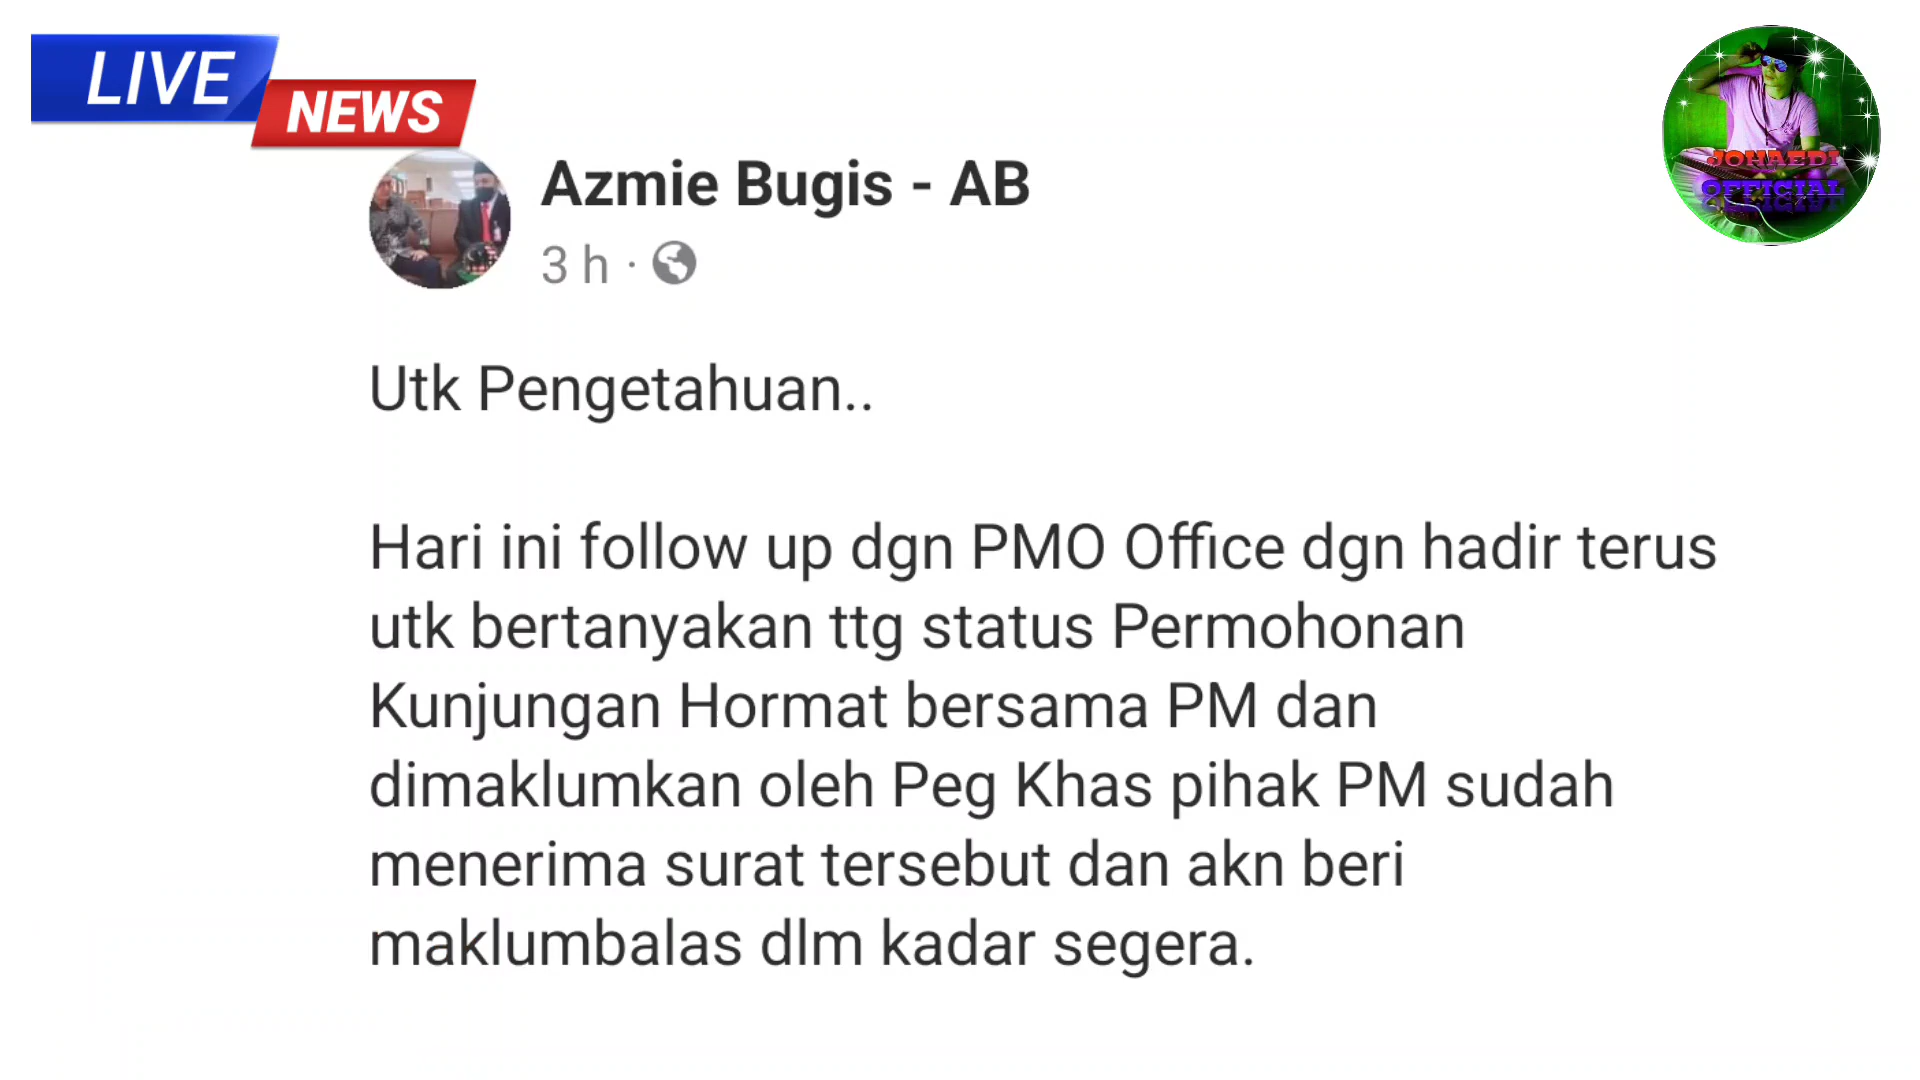 LIVE
NEWS
JOHAEDI
OFFICIAL
Azmie Bugis - AB
3 h ·
Utk Pengetahuan..
Hari ini follow up dgn PMO Office dgn hadir terus
utk bertanyakan ttg status Permohonan
Kunjungan Hormat bersama PM dan
dimaklumkan oleh Peg Khas pihak PM sudah
menerima surat tersebut dan akn beri
maklumbalas dlm kadar segera.